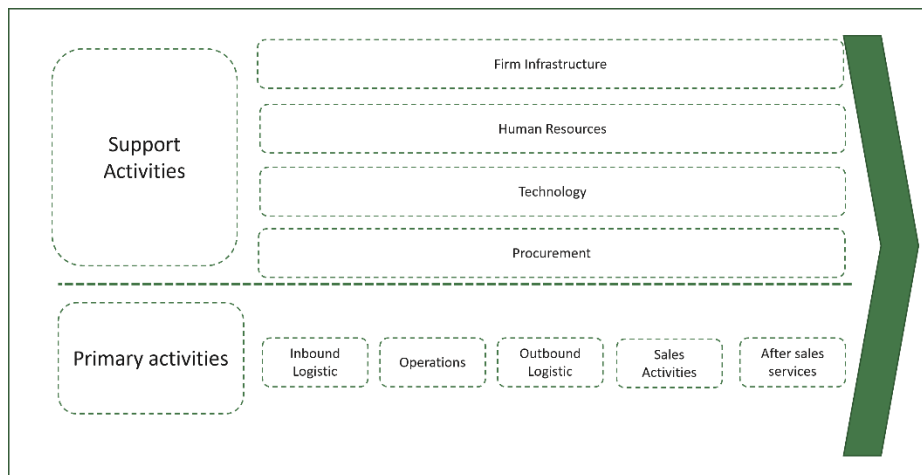 Support
Activities
Firm Infrastructure
Human Resources
Technology
Procurement
Primary activities
Inbound
Logistic
Operations
Outbound
Logistic
Sales
Activities
After sales
services